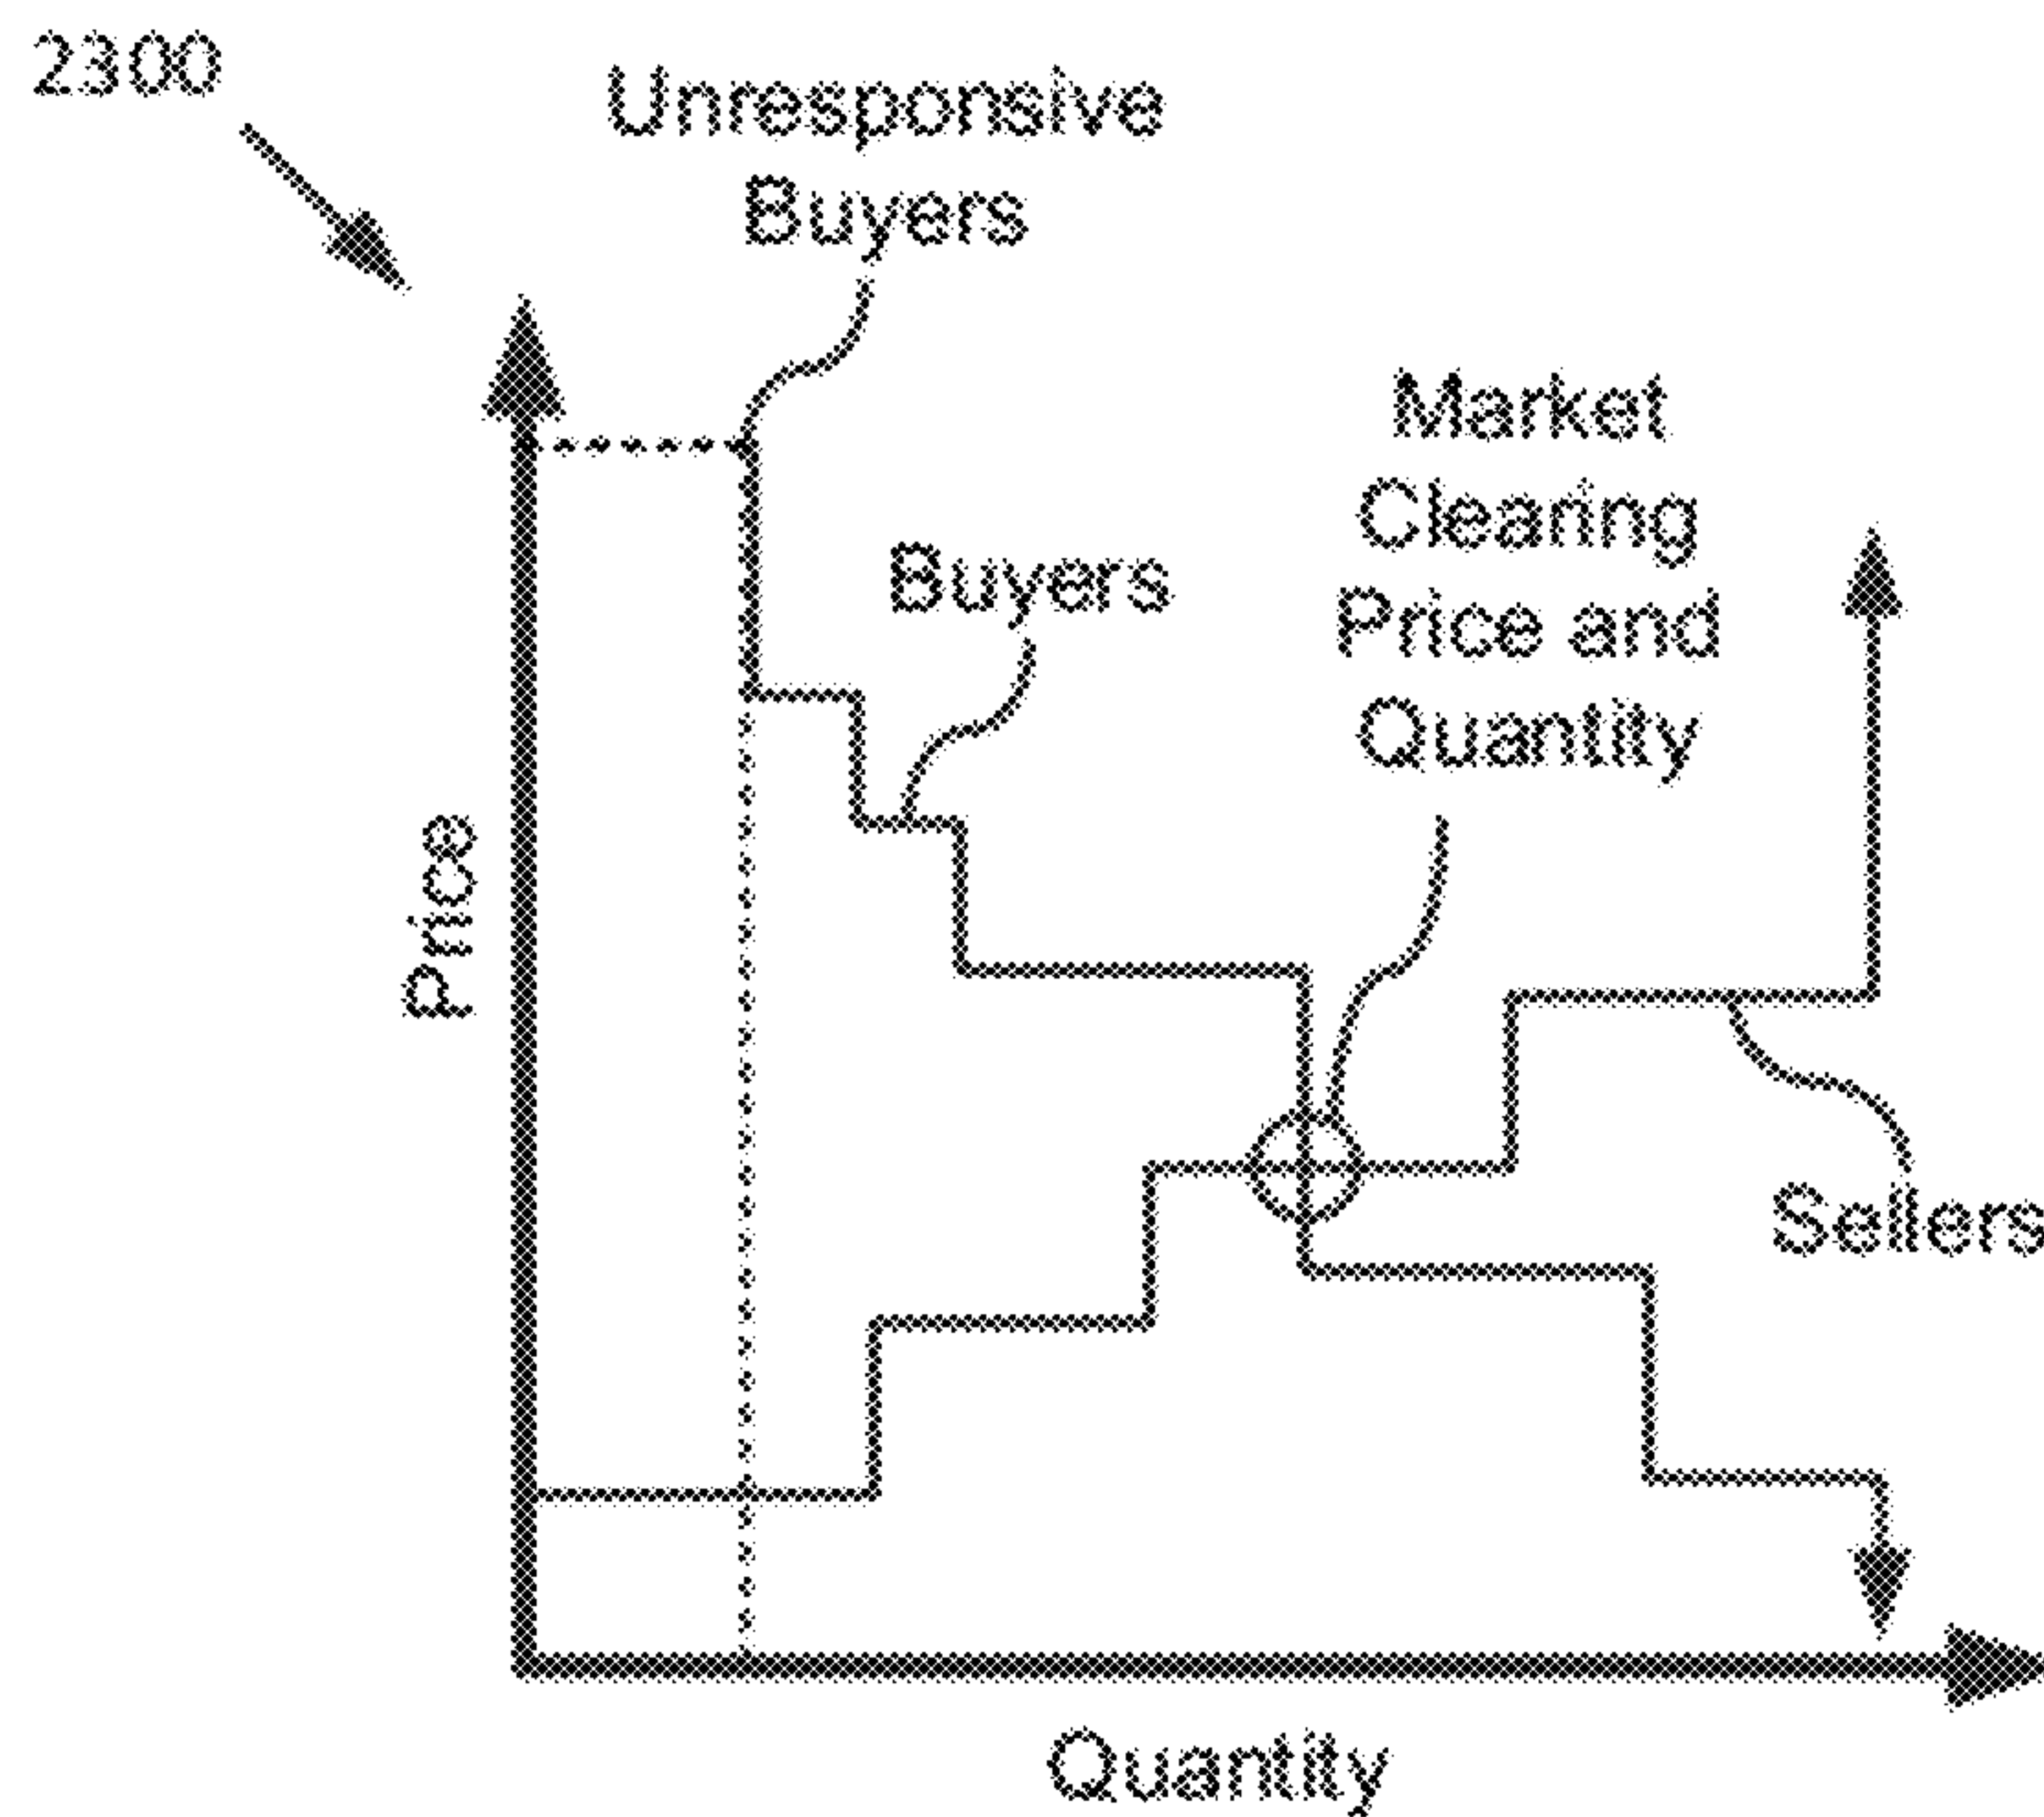 2300
Unresponsive
Buyers
Market
Clearing
Price and
Quantity
Buyers
Price
Sellers
Quantity